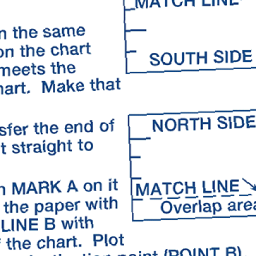 MATCH LINE
n the same
on the chart
meets the
SOUTH SIDE
hart. Make that
sfer the end of
NORTH SIDE
t straight to
n MARK A on it
MATCH LINE
the paper with
Overlap area
LINE B with
the chart. Plot
point (POINT B)